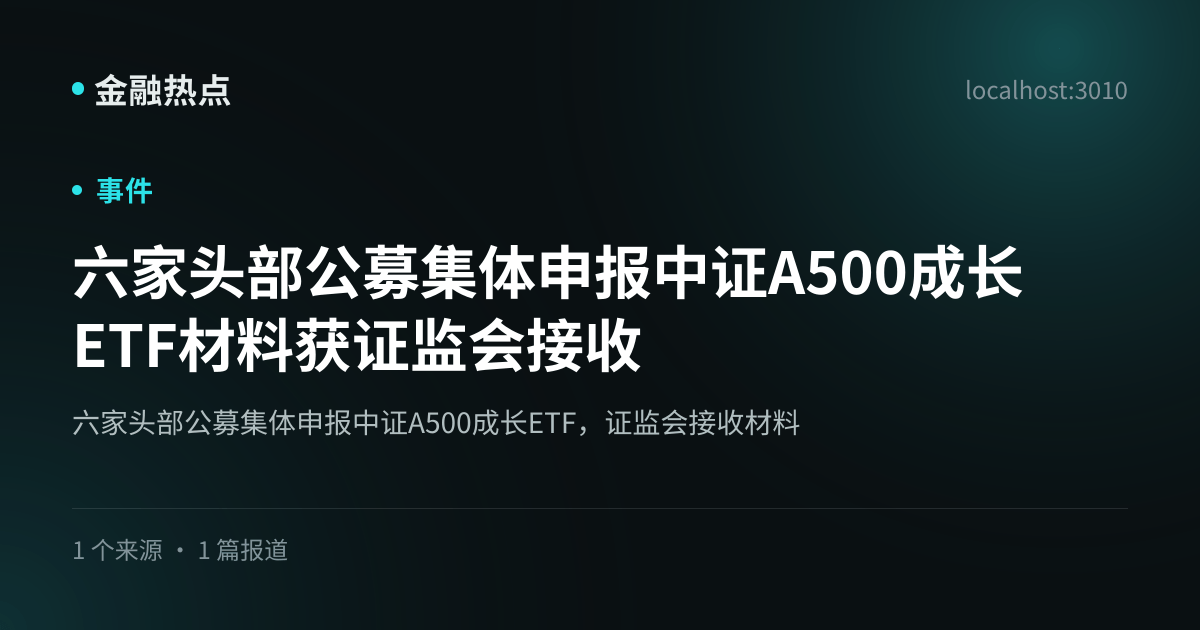 金融热点
localhost:3010
事件
六家头部公募集体申报中证A500成长
ETF材料获证监会接收
六家头部公募集体申报中证A500成长ETF，证监会接收材料
1 个来源 · 1 篇报道